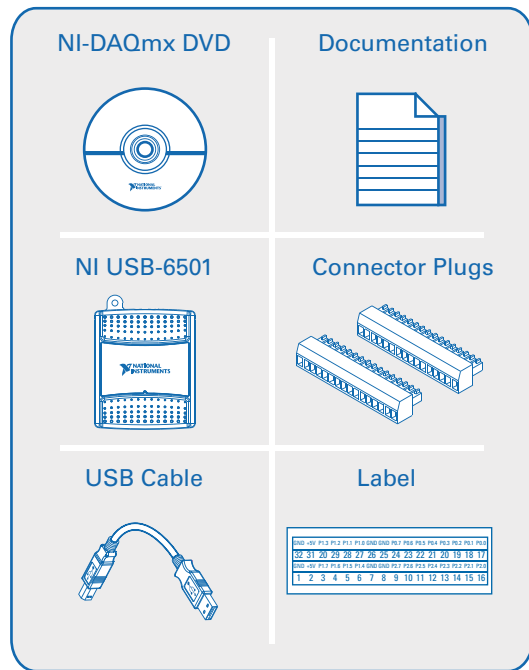 NI-DAQmx DVD
Documentation
NATIONAL
INSTRUMENTS
NI USB-6501
Connector Plugs
NATIONAL
INSTRUMENTS
USB Cable
Label
GND +5V P1.3 P1.2 P1.1 P1.0 GND GND P0.7 P0.6 P0.5 P0.4 P0.3 P0.2 P0.1 P0.0
32 31 20 29 28 27 26 25 24 23 22 21 20 19 18 17
GND +5V P1.7 P1.6 P1.5 P1.4 GND GND P2.7 P2.6 P2.5 P2.4 P2.3 P2.2 P2.1 P2.0
1 2 3 4 5 6 7 8 9 10 11 12 13 14 15 16